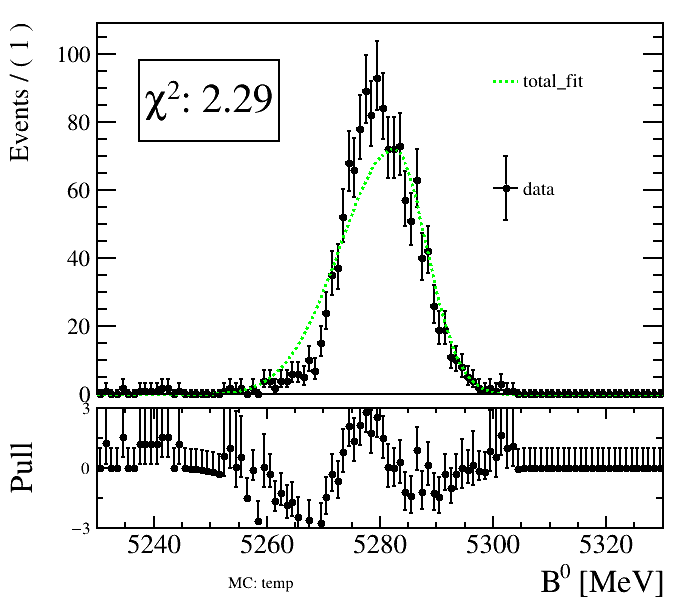 Events / ( 1 )
100
80
60
40
20
0
χ²: 2.29
total_fit
data
Pull
3
0
−3
5240
5260
5280
5300
5320
MC: temp
B⁰ [MeV]